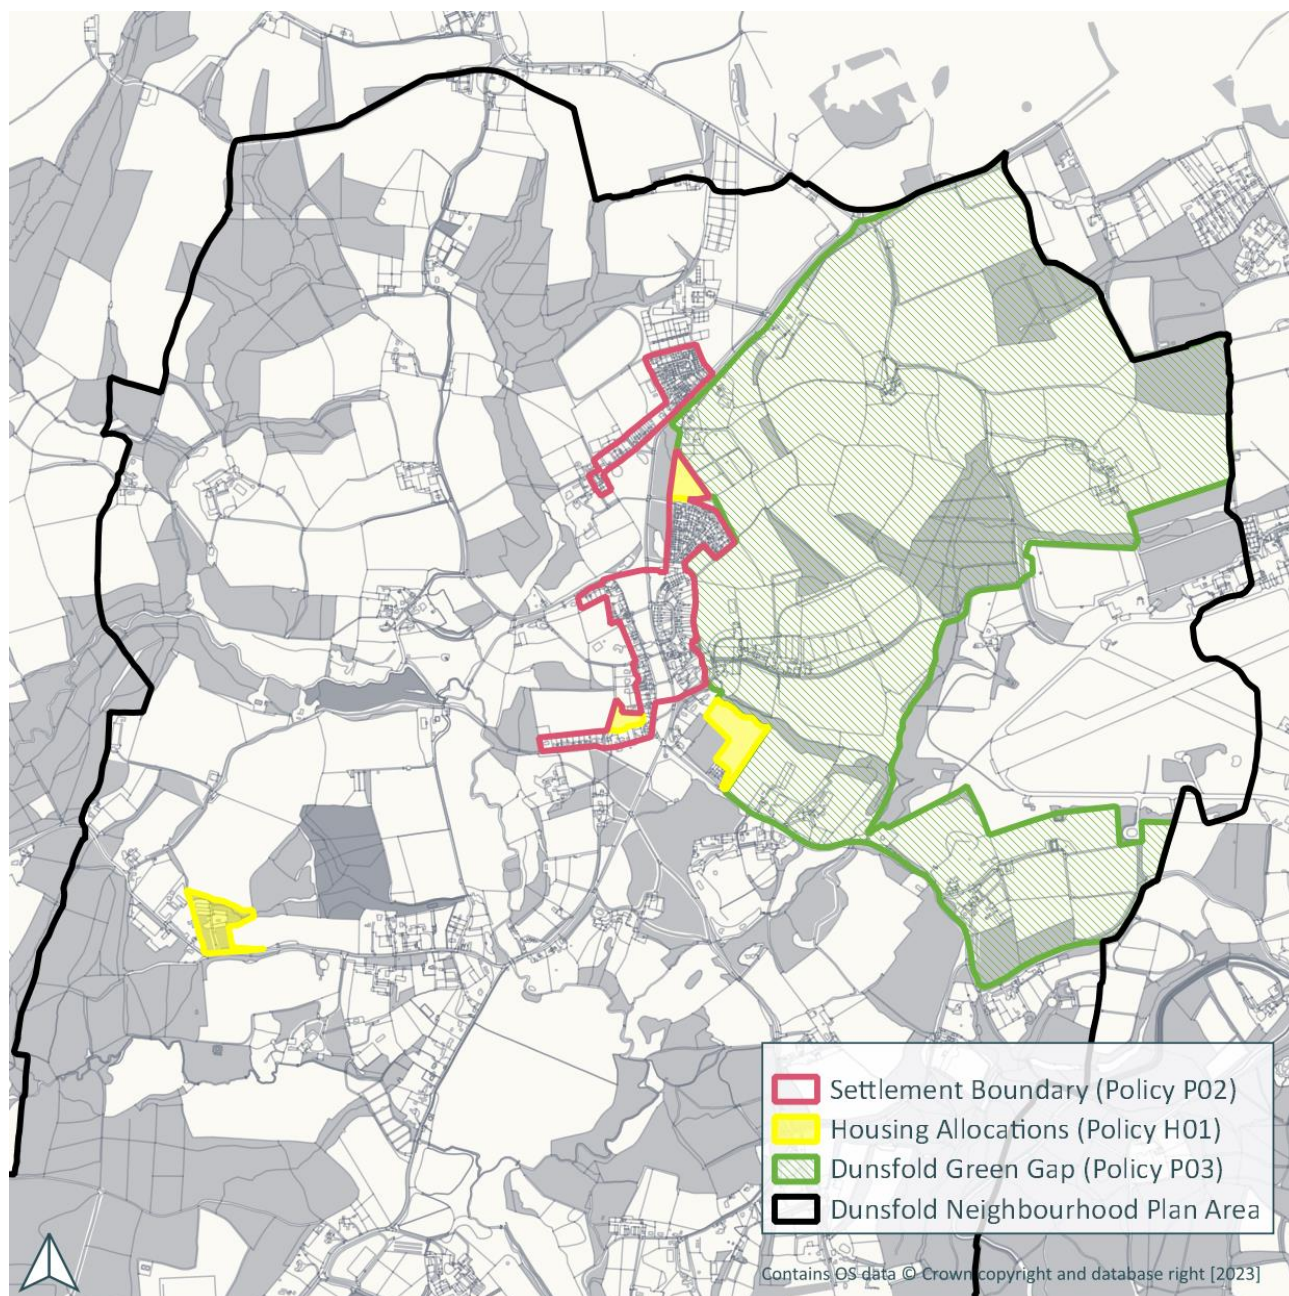 Settlement Boundary (Policy P02)
Housing Allocations (Policy H01)
Dunsfold Green Gap (Policy P03)
Dunsfold Neighbourhood Plan Area
Contains OS data © Crown copyright and database right [2023]